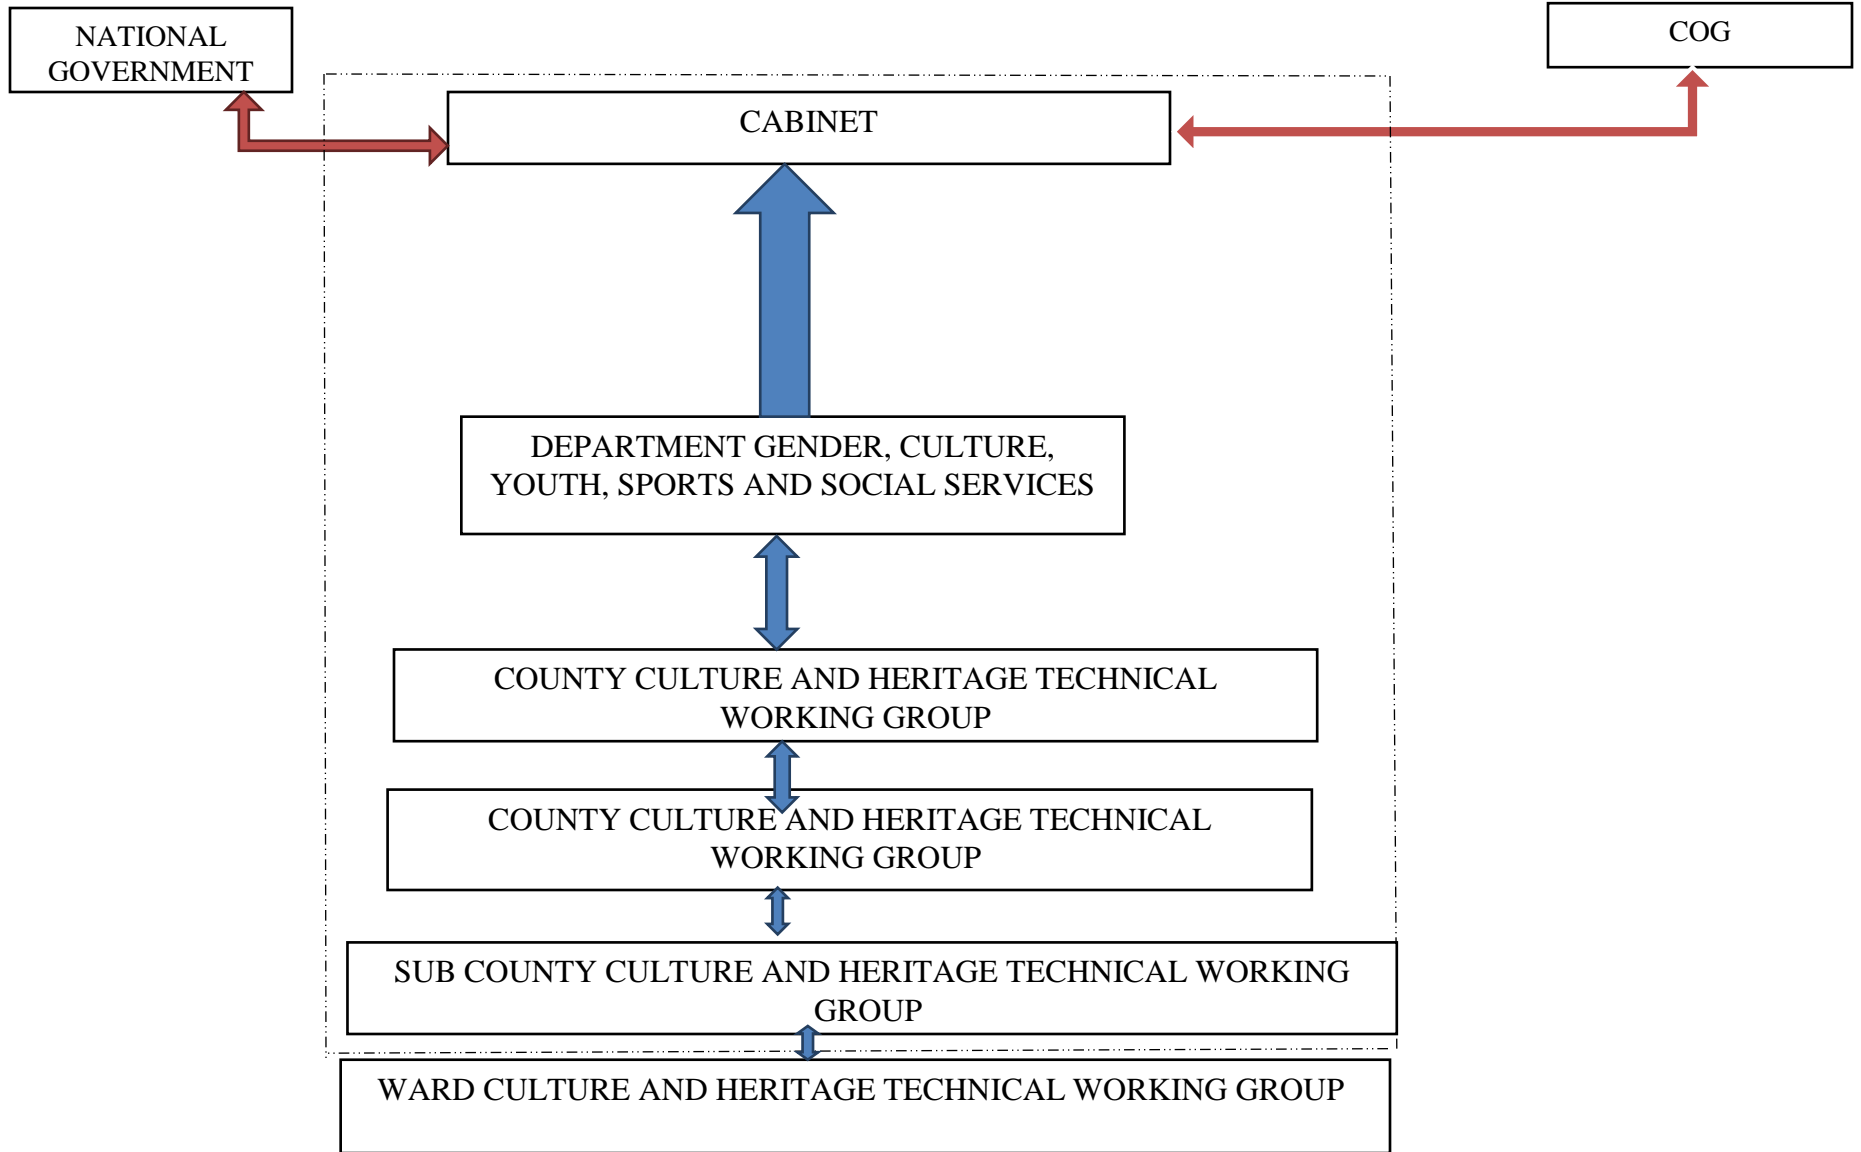 NATIONAL
GOVERNMENT
COG
CABINET
DEPARTMENT GENDER, CULTURE,
YOUTH, SPORTS AND SOCIAL SERVICES
COUNTY CULTURE AND HERITAGE TECHNICAL
WORKING GROUP
COUNTY CULTURE AND HERITAGE TECHNICAL
WORKING GROUP
SUB COUNTY CULTURE AND HERITAGE TECHNICAL WORKING
GROUP
WARD CULTURE AND HERITAGE TECHNICAL WORKING GROUP